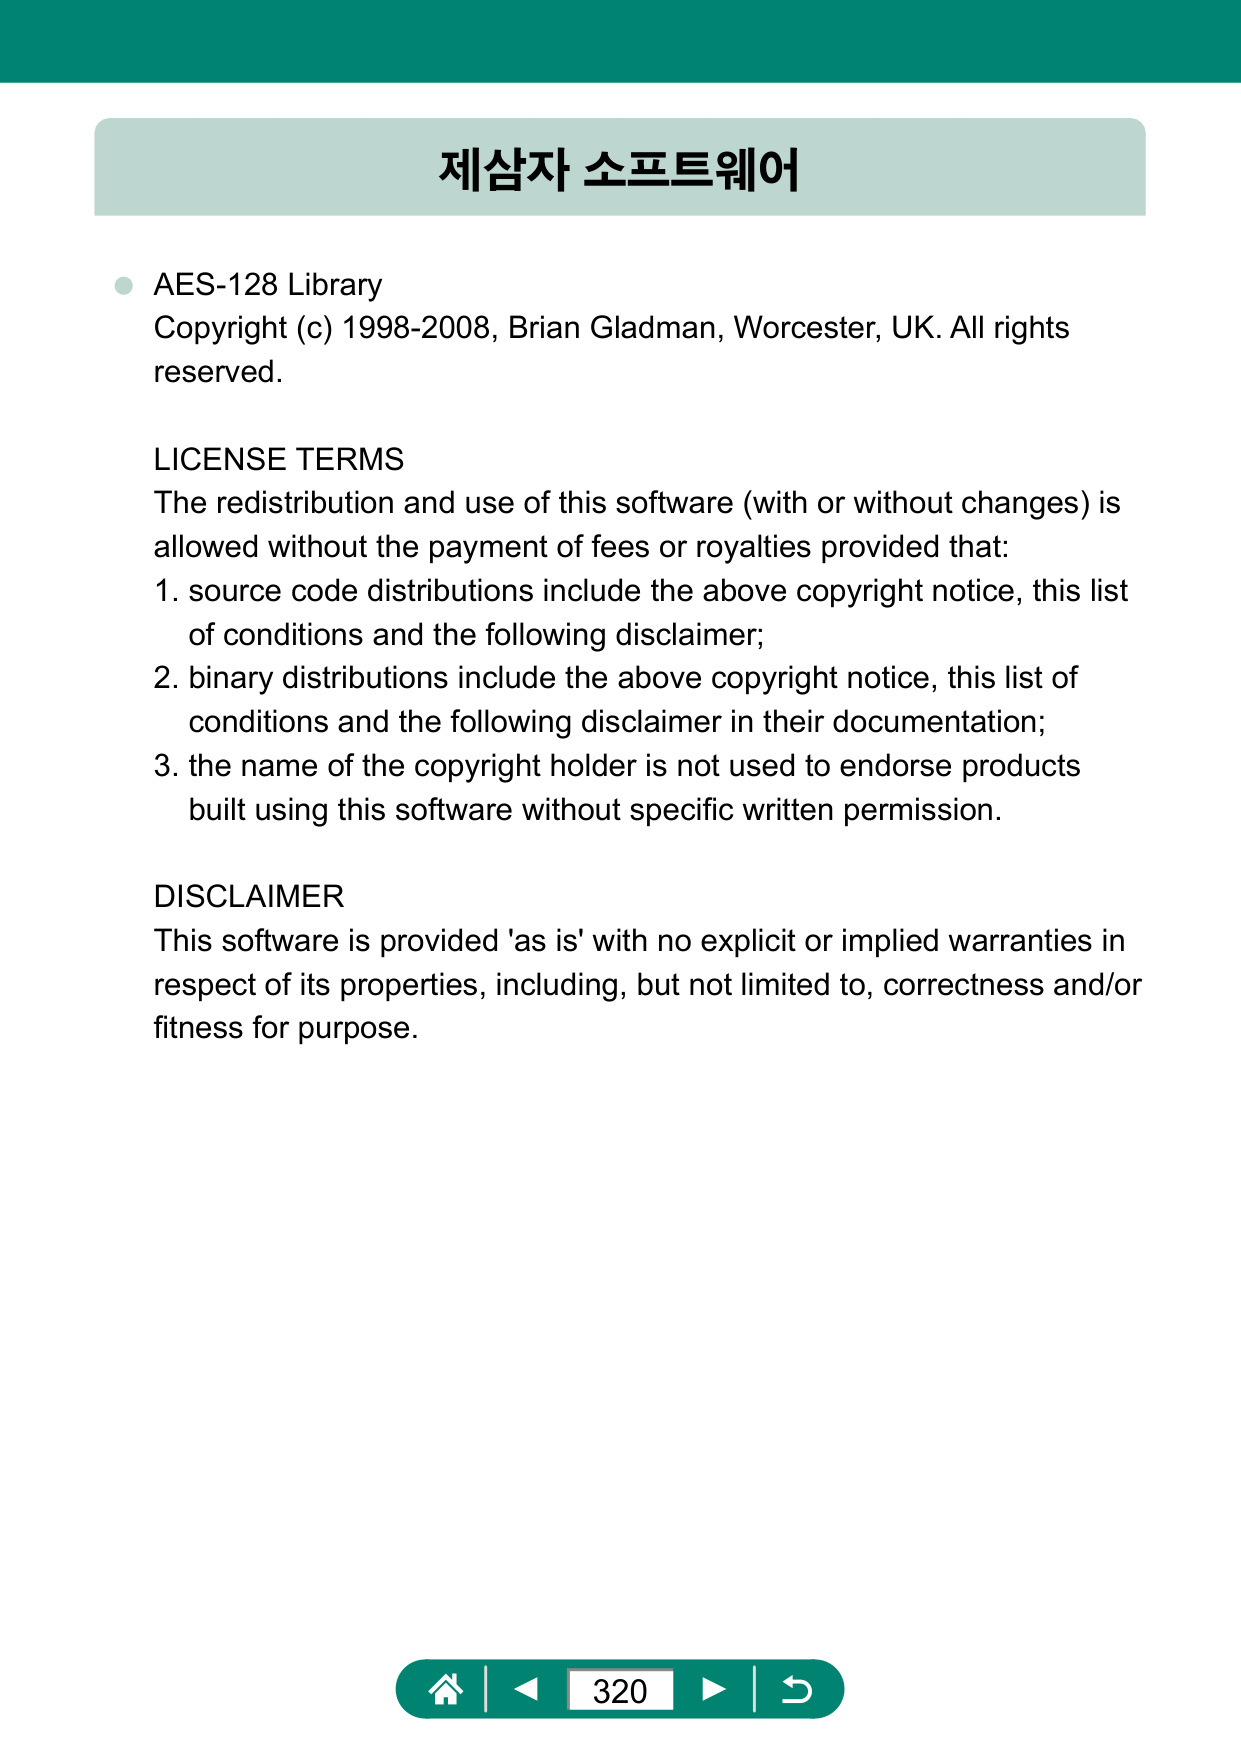 제삼자 소프트웨어
AES-128 Library
Copyright (c) 1998-2008, Brian Gladman, Worcester, UK. All rights
reserved.
LICENSE TERMS
The redistribution and use of this software (with or without changes) is
allowed without the payment of fees or royalties provided that:
1. source code distributions include the above copyright notice, this list
of conditions and the following disclaimer;
2. binary distributions include the above copyright notice, this list of
conditions and the following disclaimer in their documentation;
3. the name of the copyright holder is not used to endorse products
built using this software without specific written permission.
DISCLAIMER
This software is provided 'as is' with no explicit or implied warranties in
respect of its properties, including, but not limited to, correctness and/or
fitness for purpose.
320